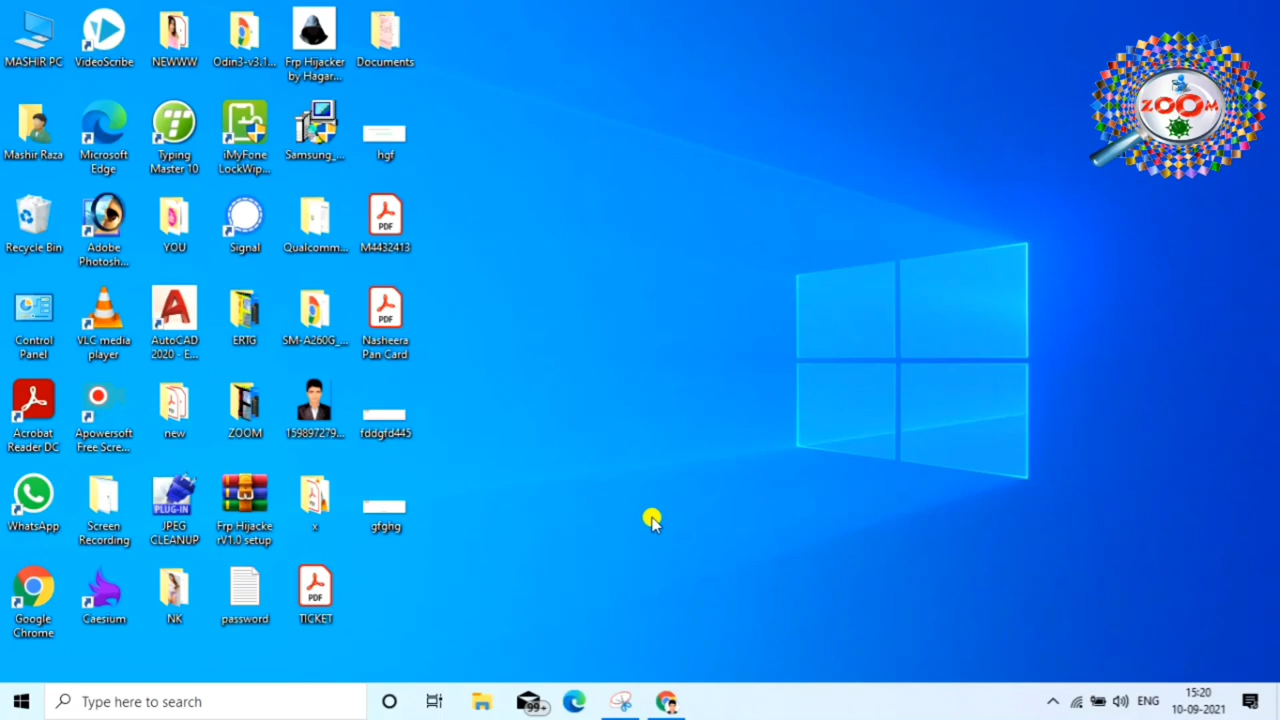 MASHIR PC
VideoScribe
NEWWW
Odin3-v3.1...
Frp Hijacker
by Hagar...
Documents
ZOOM
Mashir Raza
Microsoft
Edge
Typing
Master 10
iMyFone
LockWip...
Samsung_...
hgf
Recycle Bin
Adobe
Photosh...
YOU
Signal
Qualcomm...
PDF
M4432413
Control
Panel
VLC media
player
AutoCAD
2020 - E...
ERTG
SM-A260G_...
PDF
Nasheera
Pan Card
Acrobat
Reader DC
Apowersoft
Free Scre...
new
ZOOM
159897279...
fddgfd445
WhatsApp
Screen
Recording
PLUG-IN
JPEG
CLEANUP
Frp Hijacke
rV1.0 setup
x
gfghg
Google
Chrome
Caesium
NK
password
PDF
TICKET
Type here to search
99+
ENG
15:20
10-09-2021